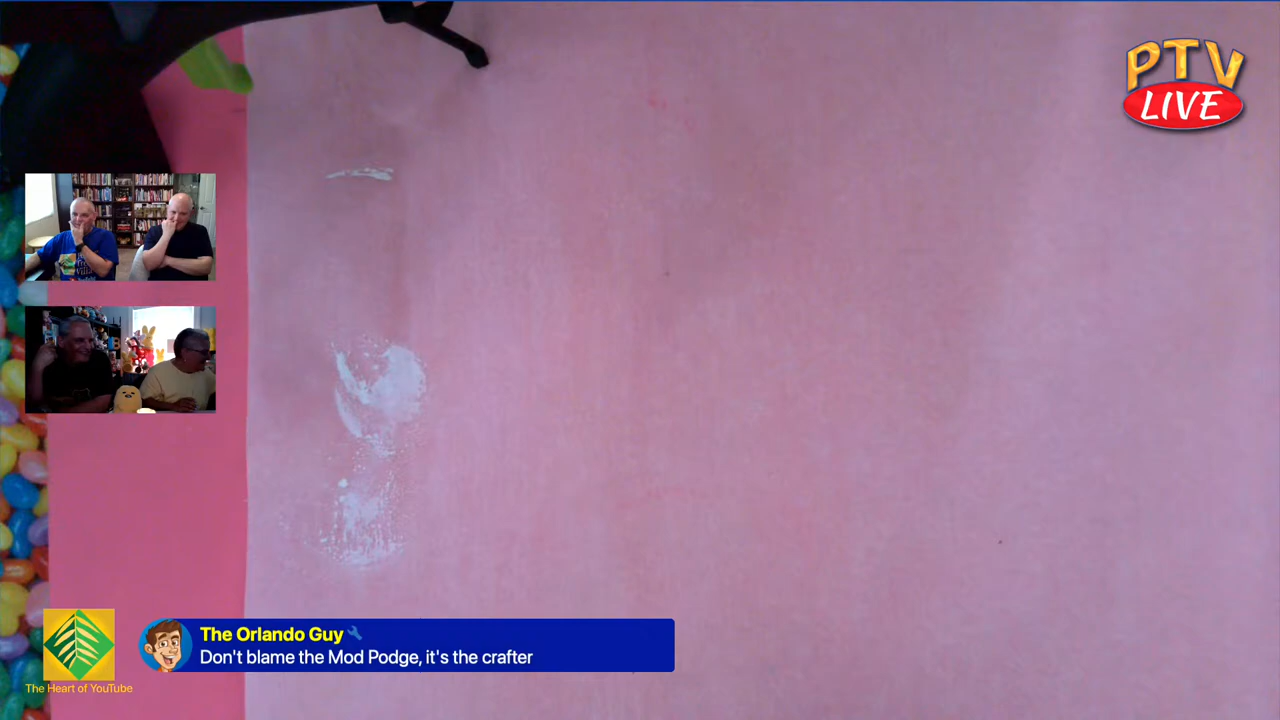 PTV
LIVE
The Orlando Guy
Don't blame the Mod Podge, it's the crafter
The Heart of YouTube